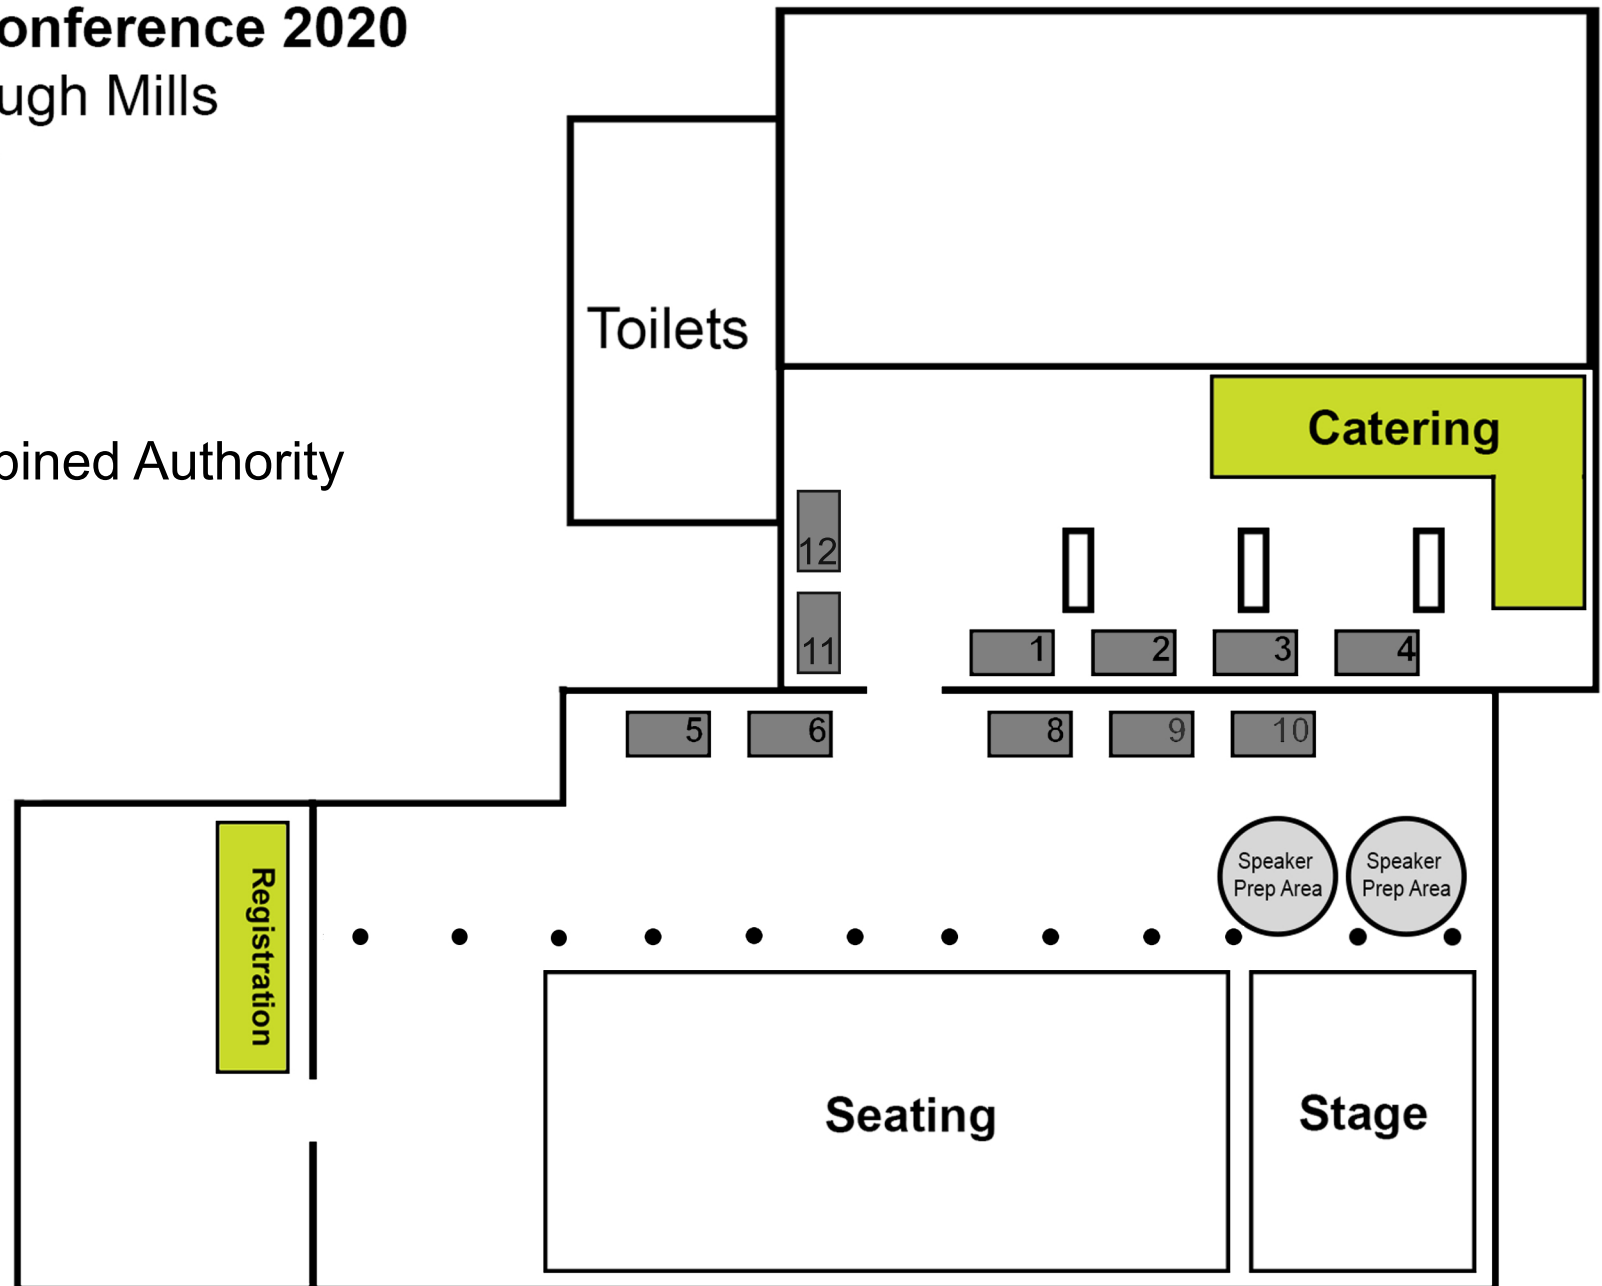 onference 2020
ugh Mills
Toilets
Catering
bined Authority
12
11
1
2
3
4
5
6
8
9
10
Speaker
Prep Area
Speaker
Prep Area
Registration
Seating
Stage